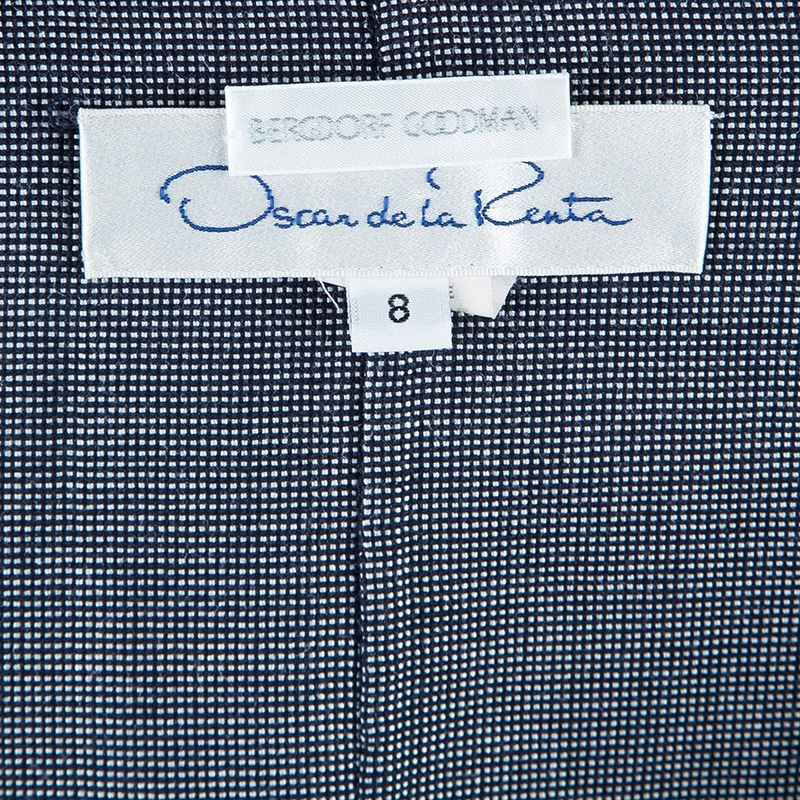 BERGDORF GOODMAN
Oscar de la Renta
8
E